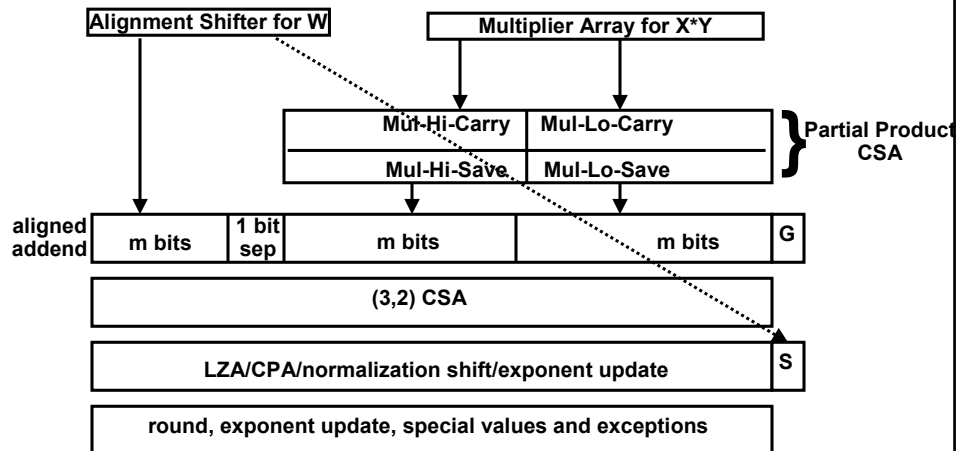 Alignment Shifter for W
Multiplier Array for X*Y
Mul-Hi-Carry
Mul-Lo-Carry
Mul-Hi-Save
Mul-Lo-Save
}
Partial Product
CSA
aligned
addend
m bits
1 bit
sep
m bits
m bits
G
(3,2) CSA
LZA/CPA/normalization shift/exponent update
S
round, exponent update, special values and exceptions